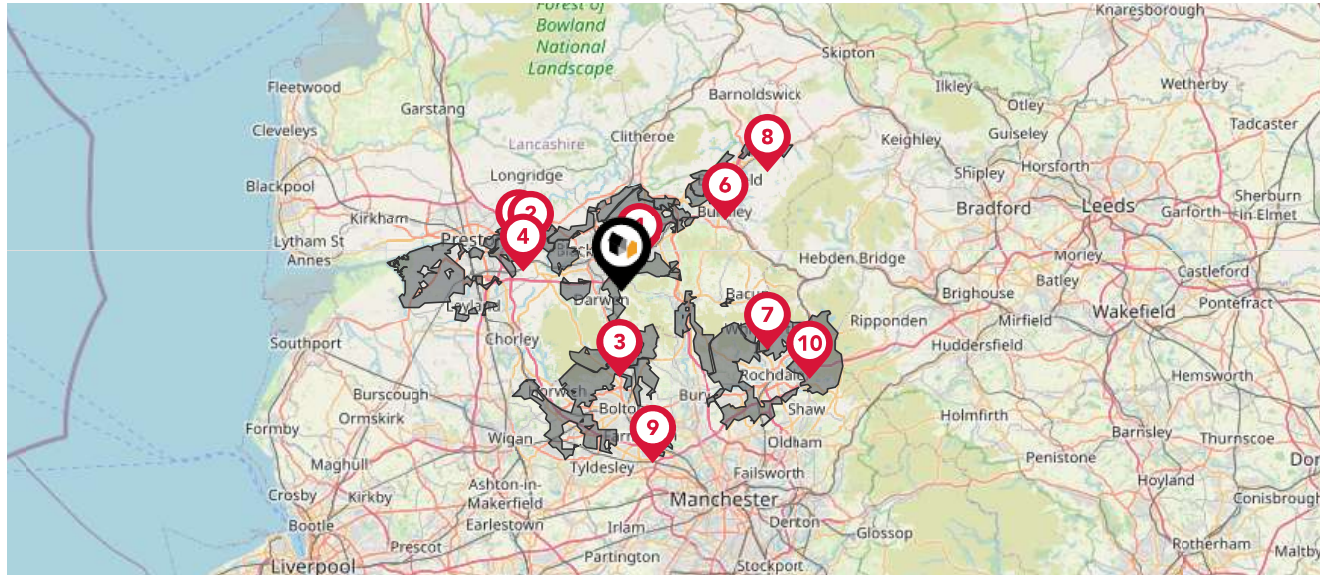 Forest of
Bowland
National
Landscape
Knaresborough
Skipton
Fleetwood
Garstang
Barnoldswick
Ilkley
Otley
Wetherby
Cleveleys
Lancashire
Clitheroe
Keighley
Guiseley
Tadcaster
8
Longridge
Shipley
Horsforth
Blackpool
6
Kirkham
2
Bradford
Leeds
Garforth
Sherburn
in Elmet
Lytham St
Annes
4
Hebden Bridge
Morley
Batley
Castleford
Darwen
Brighouse
Wakefield
Pontefract
Leyland
7
Mirfield
Ripponden
Southport
Chorley
3
10
Huddersfield
Rochdale
Hemsworth
Burscough
Ormskirk
Bury
Shaw
Holmfirth
Formby
Wigan
9
Oldham
Barnsley
Thurnscoe
Maghull
Tyldesley
Failsworth
Penistone
Crosby
Kirkby
Ashton-in-
Makerfield
Manchester
Hoyland
Conisbrough
Bootle
Earlestown
Irlam
Denton
Glossop
Prescot
Partington
Rotherham
Maltby
Liverpool
Stockport